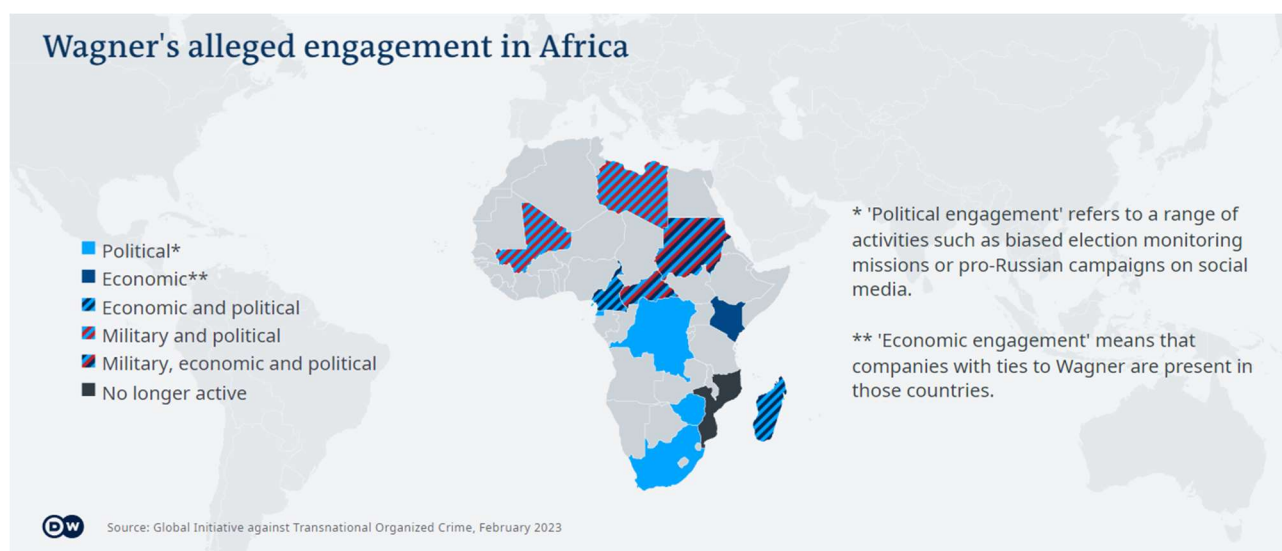 Wagner's alleged engagement in Africa
Political*
Economic**
Economic and political
Military and political
Military, economic and political
No longer active
* 'Political engagement' refers to a range of
activities such as biased election monitoring
missions or pro-Russian campaigns on social
media.
** 'Economic engagement' means that
companies with ties to Wagner are present in
those countries.
DW
Source: Global Initiative against Transnational Organized Crime, February 2023